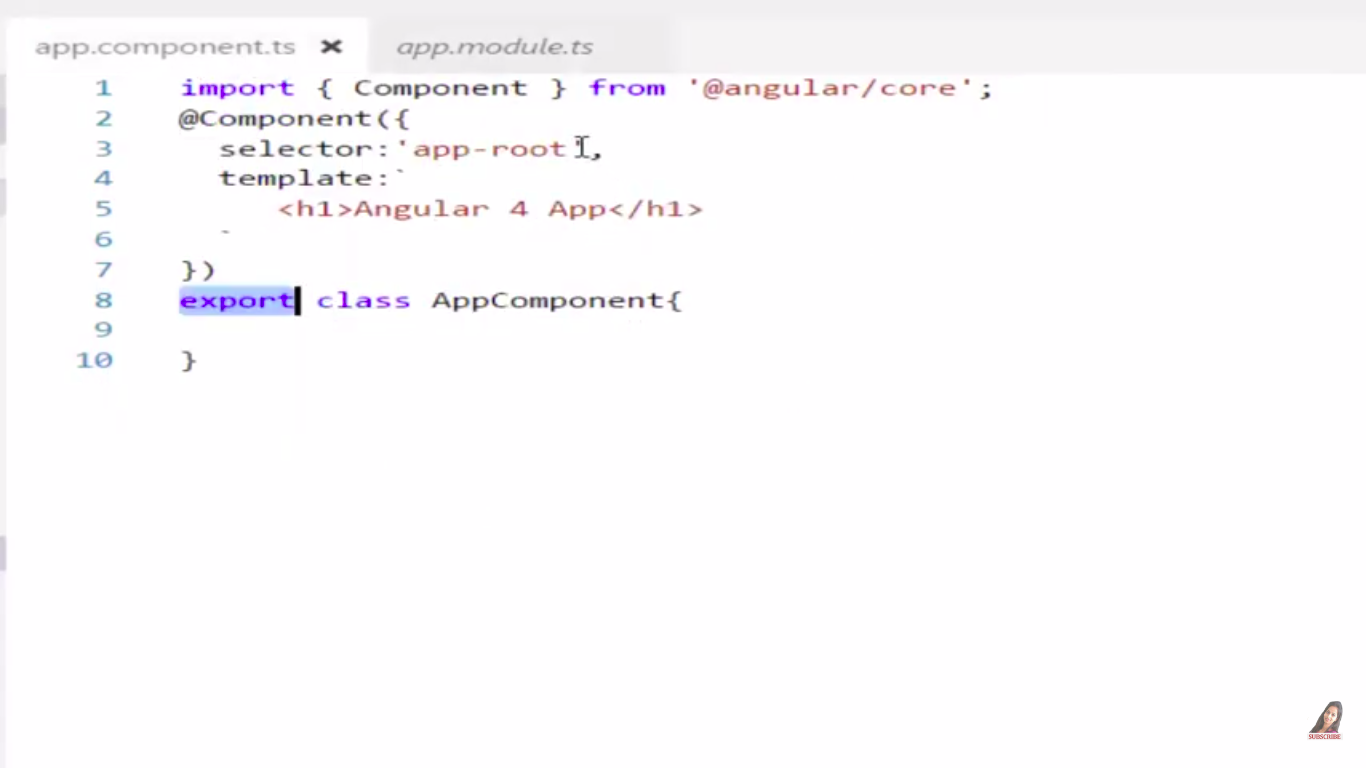 app.component.ts × app.module.ts
1 import { Component } from '@angular/core';
2 @Component({
3 selector:'app-root',
4 template:`
5 <h1>Angular 4 App</h1>
6 `
7 })
8 export class AppComponent{
9
10 }
SUBSCRIBE